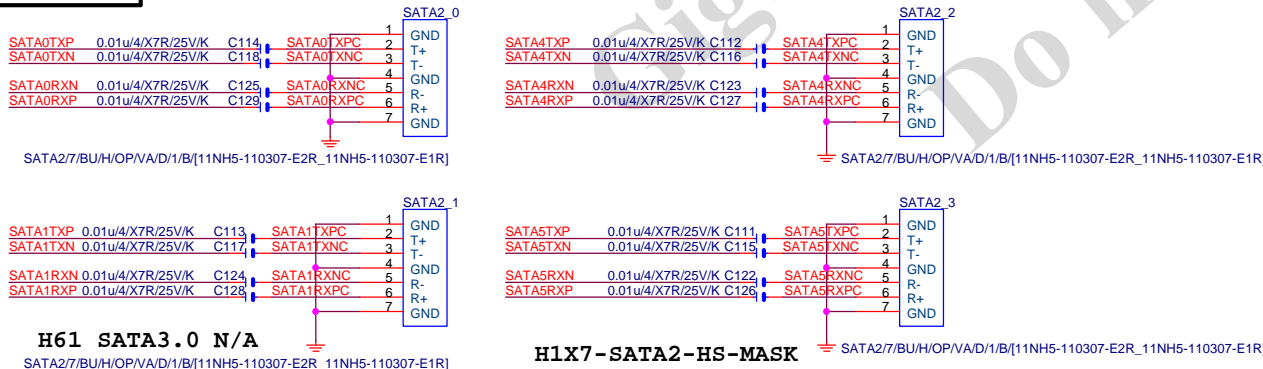 SATA2_0
SATA0TXP 0.01u/4/X7R/25V/K C114 SATA0TXPC 1 GND
SATA0TXN C118 SATA0TXNC 2 T+
3 T-
4 GND
SATA0RXN 0.01u/4/X7R/25V/K C125 SATA0RXNC 5 R-
SATA0RXP 0.01u/4/X7R/25V/K C129 SATA0RXPC 6 R+
7 GND
SATA2/7/BU/H/OP/VA/D/1/B/[11NH5-110307-E2R_11NH5-110307-E1R]
SATA2_2
SATA4TXP 0.01u/4/X7R/25V/K C112 SATA4TXPC 1 GND
SATA4TXN 0.01u/4/X7R/25V/K C116 SATA4TXNC 2 T+
3 T-
4 GND
SATA4RXN 0.01u/4/X7R/25V/K C123 SATA4RXNC 5 R-
SATA4RXP 0.01u/4/X7R/25V/K C127 SATA4RXPC 6 R+
7 GND
SATA2/7/BU/H/OP/VA/D/1/B/[11NH5-110307-E2R_11NH5-110307-E1R]
SATA2_1
SATA1TXP 0.01u/4/X7R/25V/K C113 SATA1TXPC 1 GND
SATA1TXN 0.01u/4/X7R/25V/K C117 SATA1TXNC 2 T+
3 T-
4 GND
SATA1RXN 0.01u/4/X7R/25V/K C124 SATA1RXNC 5 R-
SATA1RXP 0.01u/4/X7R/25V/K C128 SATA1RXPC 6 R+
7 GND
H61 SATA3.0 N/A
SATA2/7/BU/H/OP/VA/D/1/B/[11NH5-110307-E2R_11NH5-110307-E1R]
SATA2_3
SATA5TXP 0.01u/4/X7R/25V/K C111 SATA5TXPC 1 GND
SATA5TXN 0.01u/4/X7R/25V/K C115 SATA5TXNC 2 T+
3 T-
4 GND
SATA5RXN 0.01u/4/X7R/25V/K C122 SATA5RXNC 5 R-
SATA5RXP 0.01u/4/X7R/25V/K C126 SATA5RXPC 6 R+
7 GND
H1X7-SATA2-HS-MASK
SATA2/7/BU/H/OP/VA/D/1/B/[11NH5-110307-E2R_11NH5-110307-E1R
Do